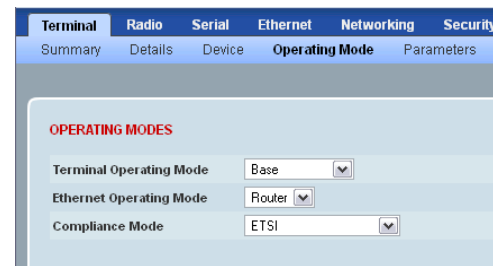 Terminal Radio Serial Ethernet Networking Security
Summary Details Device Operating Mode Parameters
OPERATING MODES
Terminal Operating Mode Base
Ethernet Operating Mode Router
Compliance Mode ETSI